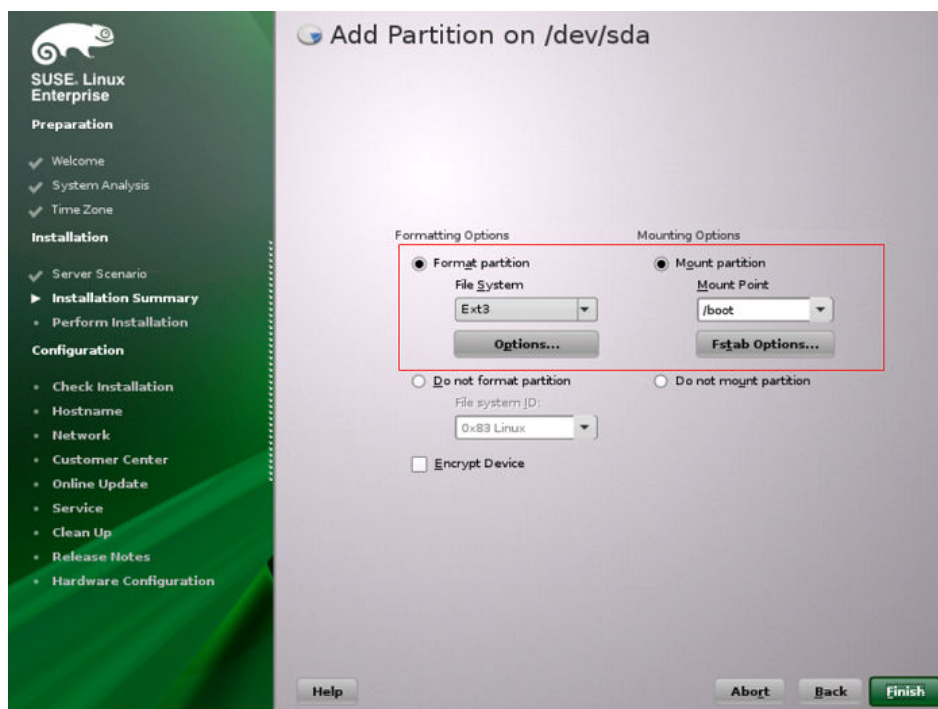 Add Partition on /dev/sda
SUSE. Linux
Enterprise
Preparation
Welcome
System Analysis
Time Zone
Installation
Server Scenario
Installation Summary
Perform Installation
Configuration
Check Installation
Hostname
Network
Customer Center
Online Update
Service
Clean Up
Release Notes
Hardware Configuration
Formatting Options
Format partition
File System
Ext3
Options...
Do not format partition
File system ID:
0x83 Linux
Encrypt Device
Mounting Options
Mount partition
Mount Point
/boot
Fstab Options...
Do not mount partition
Help
Abort
Back
Finish